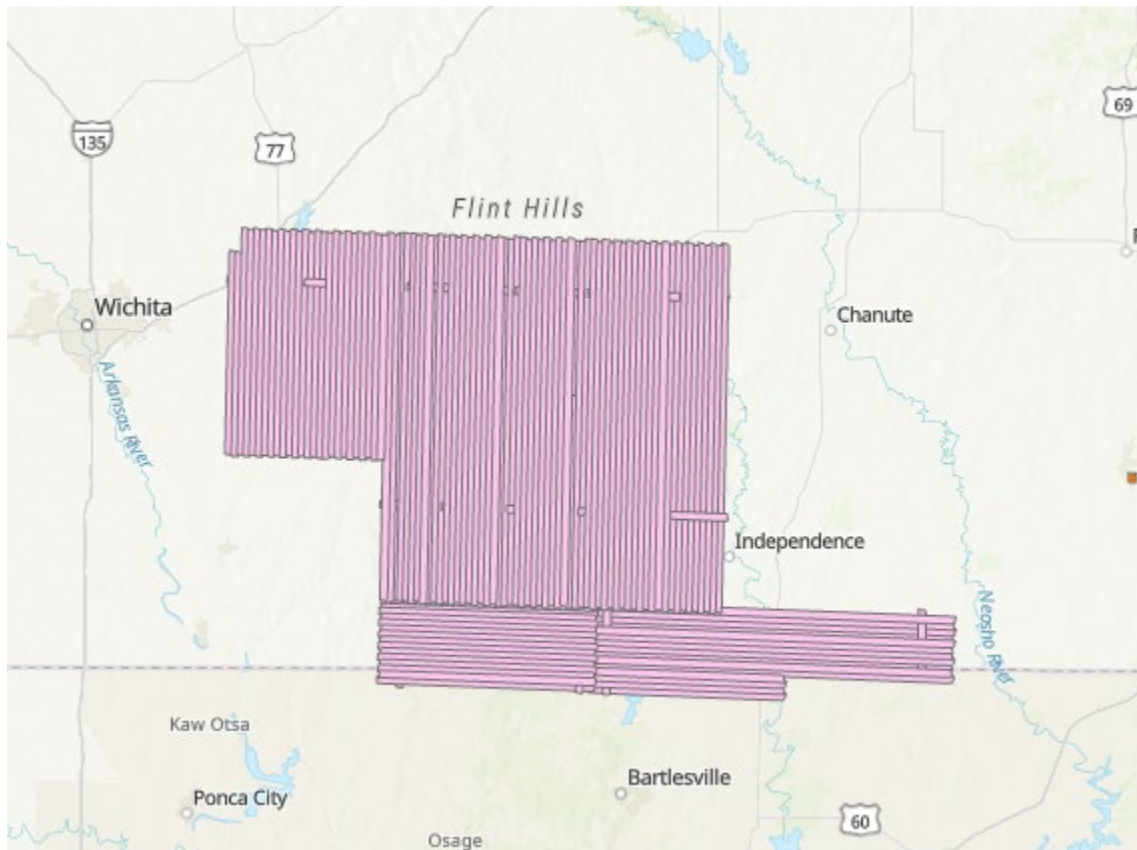 69
135
77
Flint Hills
Wichita
Chanute
Arkansas River
Independence
Neosho River
Kaw Otsa
Bartlesville
Ponca City
60
Osage